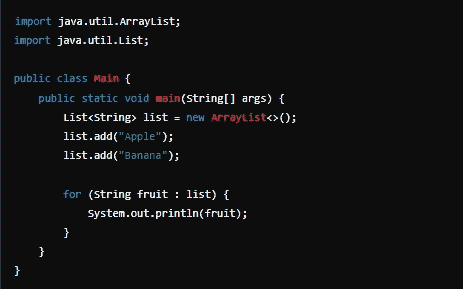 import java.util.ArrayList;
import java.util.List;

public class Main {
    public static void main(String[] args) {
        List<String> list = new ArrayList<>();
        list.add("Apple");
        list.add("Banana");

        for (String fruit : list) {
            System.out.println(fruit);
        }
    }
}